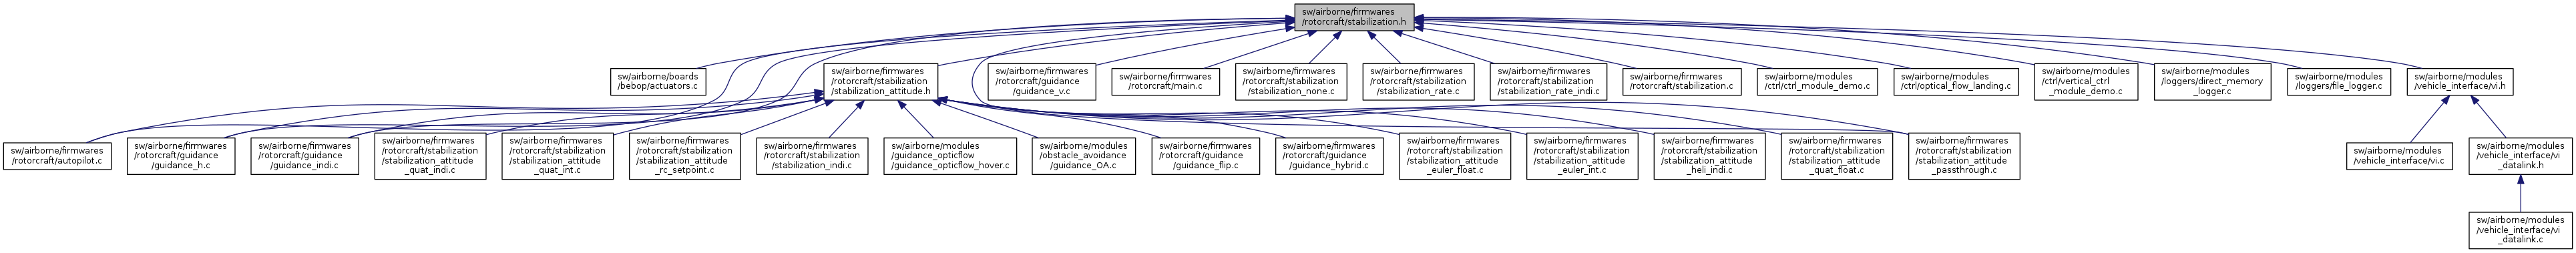 sw/airborne/firmwares
/rotorcraft/stabilization.h
sw/airborne/boards
/bebop/actuators.c
sw/airborne/firmwares
/rotorcraft/stabilization
/stabilization_attitude.h
sw/airborne/firmwares
/rotorcraft/guidance
/guidance_v.c
sw/airborne/firmwares
/rotorcraft/main.c
sw/airborne/firmwares
/rotorcraft/stabilization
/stabilization_none.c
sw/airborne/firmwares
/rotorcraft/stabilization
/stabilization_rate.c
sw/airborne/firmwares
/rotorcraft/stabilization
/stabilization_rate_indi.c
sw/airborne/firmwares
/rotorcraft/stabilization.c
sw/airborne/modules
/ctrl/ctrl_module_demo.c
sw/airborne/modules
/ctrl/optical_flow_landing.c
sw/airborne/modules
/ctrl/vertical_ctrl
_module_demo.c
sw/airborne/modules
/loggers/direct_memory
_logger.c
sw/airborne/modules
/loggers/file_logger.c
sw/airborne/modules
/vehicle_interface/vi.h
sw/airborne/firmwares
/rotorcraft/autopilot.c
sw/airborne/firmwares
/rotorcraft/guidance
/guidance_h.c
sw/airborne/firmwares
/rotorcraft/guidance
/guidance_indi.c
sw/airborne/firmwares
/rotorcraft/stabilization
/stabilization_attitude
_quat_indi.c
sw/airborne/firmwares
/rotorcraft/stabilization
/stabilization_attitude
_quat_int.c
sw/airborne/firmwares
/rotorcraft/stabilization
/stabilization_attitude
_rc_setpoint.c
sw/airborne/firmwares
/rotorcraft/stabilization
/stabilization_indi.c
sw/airborne/modules
/guidance_opticflow
/guidance_opticflow_hover.c
sw/airborne/modules
/obstacle_avoidance
/guidance_OA.c
sw/airborne/firmwares
/rotorcraft/guidance
/guidance_flip.c
sw/airborne/firmwares
/rotorcraft/guidance
/guidance_hybrid.c
sw/airborne/firmwares
/rotorcraft/stabilization
/stabilization_attitude
_euler_float.c
sw/airborne/firmwares
/rotorcraft/stabilization
/stabilization_attitude
_euler_int.c
sw/airborne/firmwares
/rotorcraft/stabilization
/stabilization_attitude
_heli_indi.c
sw/airborne/firmwares
/rotorcraft/stabilization
/stabilization_attitude
_quat_float.c
sw/airborne/firmwares
/rotorcraft/stabilization
/stabilization_attitude
_passthrough.c
sw/airborne/modules
/vehicle_interface/vi.c
sw/airborne/modules
/vehicle_interface/vi
_datalink.h
sw/airborne/modules
/vehicle_interface/vi
_datalink.c